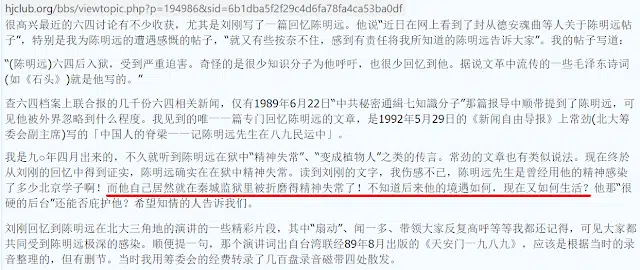 hjclub.org/bbs/viewtopic.php?p=194986&sid=6b1dba5f2f29c4d6fa78fa4ca53ba0df
很高兴最近的六四讨论有不少收获，尤其是刘刚写了一篇回忆陈明远。他说“近日在网上看到了封从德安魂曲等人关于陈明远帖
子”，特别是我为陈明远的遭遇感慨的帖子，“就又有些按奈不住，感到有责任将我所知道的陈明远告诉大家”。我的帖子写道：
“(陈明远)六四后入狱，受到严重迫害。奇怪的是很少知识分子为他呼吁，也很少回忆到他。据说文革中流传的一些毛泽东诗词
(如《石头》)就是他写的。”
查六四档案上联合报的几千份六四相关新闻，仅有1989年6月22日“中共秘密通緝七知識分子”那篇报导中顺带提到了陈明远，可
见他被外界忽略到什么程度。我见到的唯一一篇专门回忆陈明远的文章，是1992年5月29日的《新闻自由导报》上常劲(北大筹
委会副主席)写的「中国人的脊梁——记陈明远先生在八九民运中」。
我是九○年四月出来的，不久就听到陈明远在狱中“精神失常”、“变成植物人”之类的传言。常劲的文章也有类似说法。现在终於
从刘刚的回忆中得到证实，陈明远确实在在狱中精神失常。读到刘刚的文字，我伤感不已，陈明远先生是曾经用他的精神感动
了多少北京学子啊！而他自己居然就在秦城监狱里被折磨得精神失常了！不知道后来他的境遇如何，现在又如何生活？他那“很
硬的后台”还能否庇护他？希望知情的人告诉我们。
刘刚回忆到陈明远在北大三角地的演讲的一些精彩片段，其中“扇动”、闻一多、带领大家反复高呼等等我都还记得，可见大家都
共同受到陈明远极深的感染。顺便提一句，那个演讲词出自台湾联经89年8月出版的《天安门一九八九》，应该是根据当时的录
音整理的，但有删节。当时我用筹委会的经费转录了几百盘录音磁带四处散发。